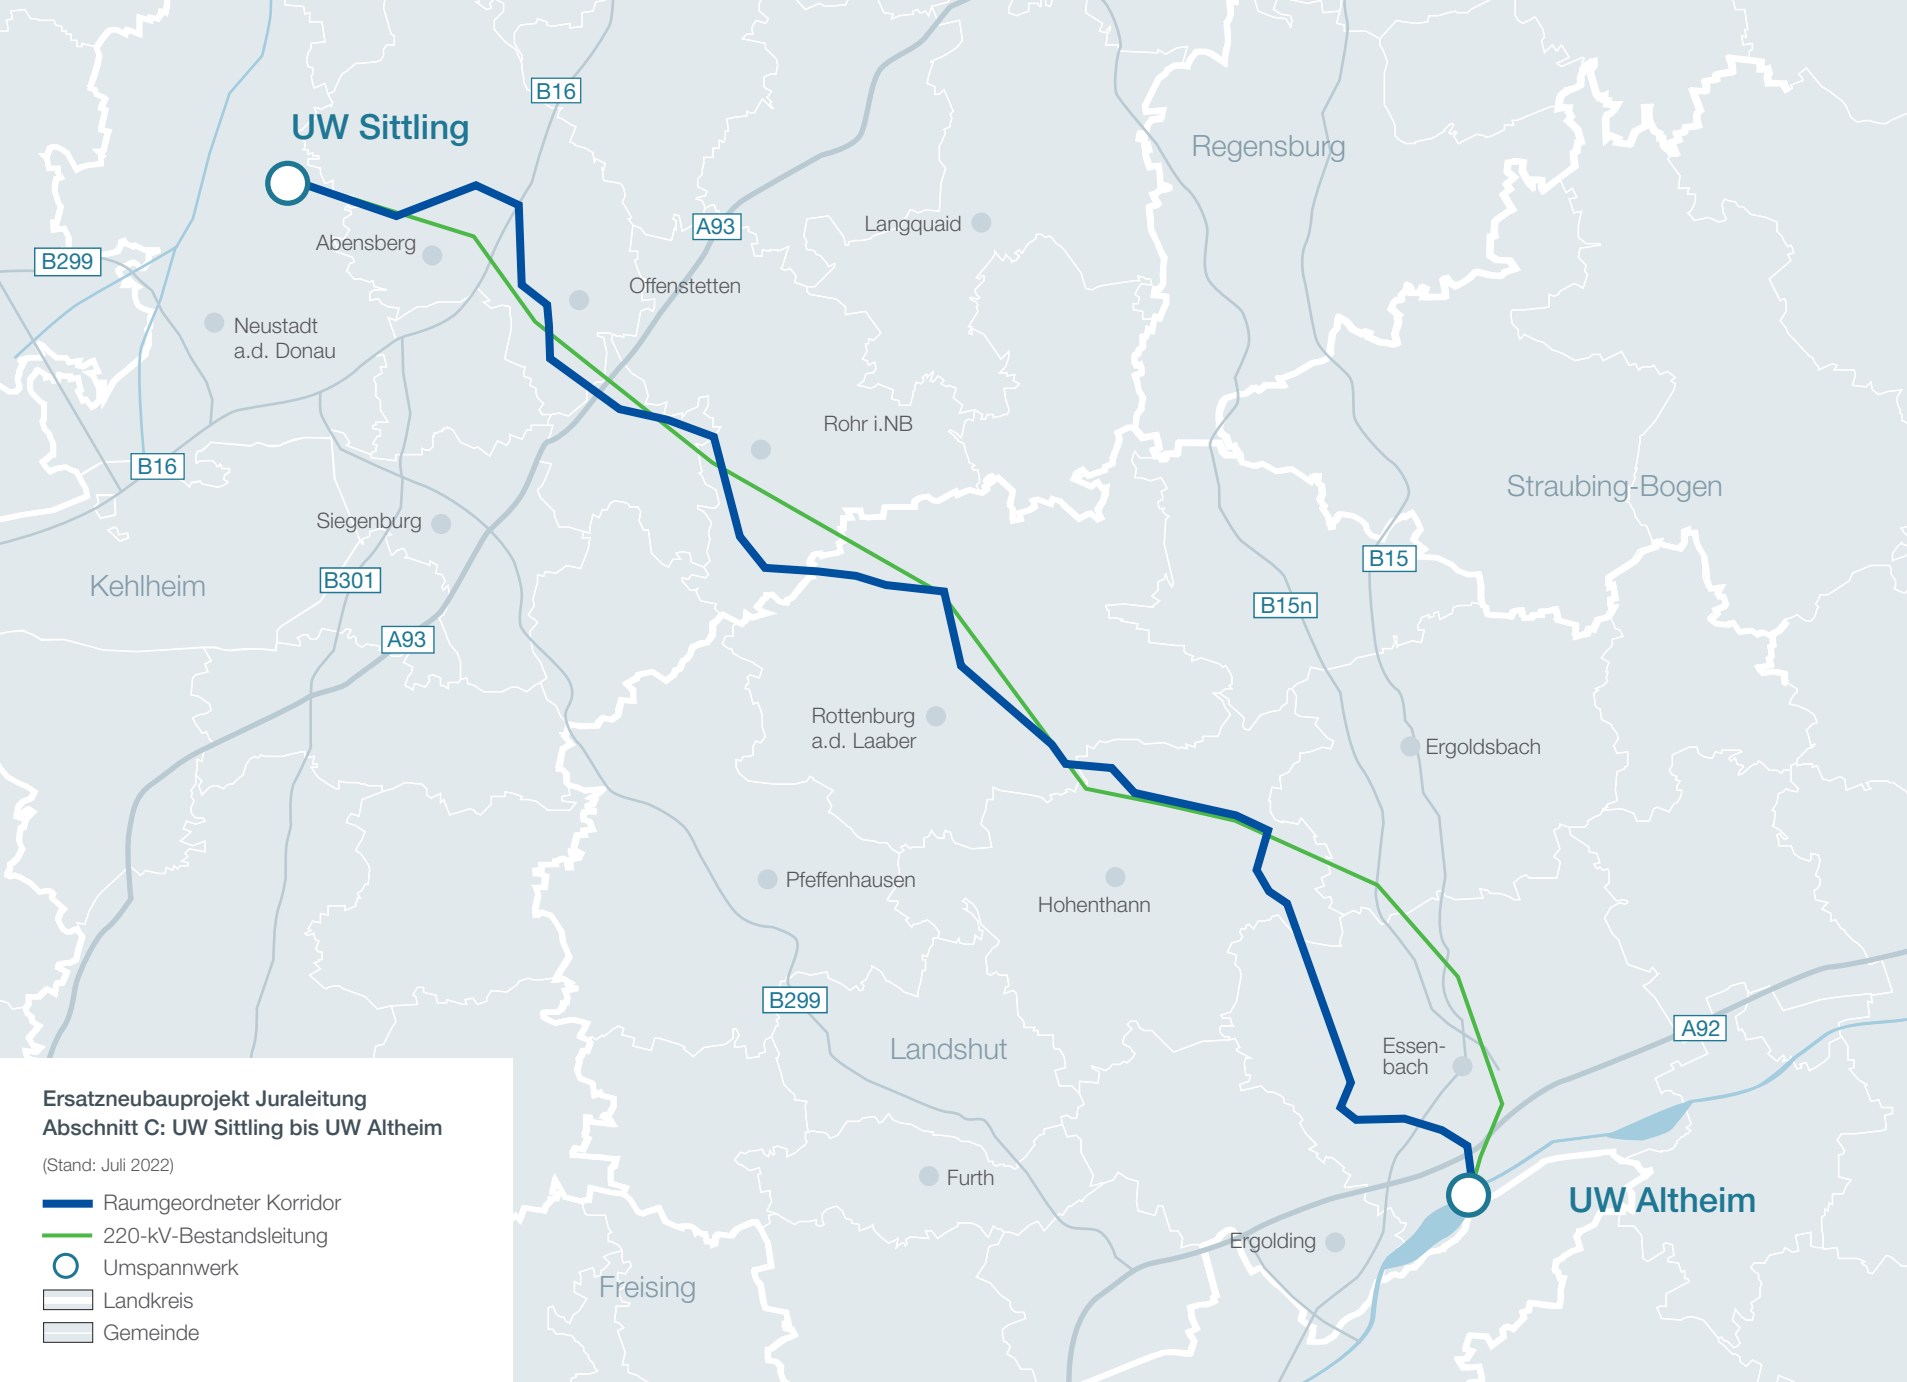 B16
UW Sittling
Regensburg
A93
Langquaid
Abensberg
B299
Offenstetten
Neustadt
a.d. Donau
Rohr i.NB
B16
Straubing-Bogen
Siegenburg
B15
B301
Kehlheim
B15n
A93
Rottenburg
a.d. Laaber
Ergoldsbach
Pfeffenhausen
Hohenthann
B299
A92
Landshut
Essen-
bach
Furth
UW Altheim
Ergolding
Freising
Ersatzneubauprojekt Juraleitung
Abschnitt C: UW Sittling bis UW Altheim
(Stand: Juli 2022)
Raumgeordneter Korridor
220-kV-Bestandsleitung
Umspannwerk
Landkreis
Gemeinde